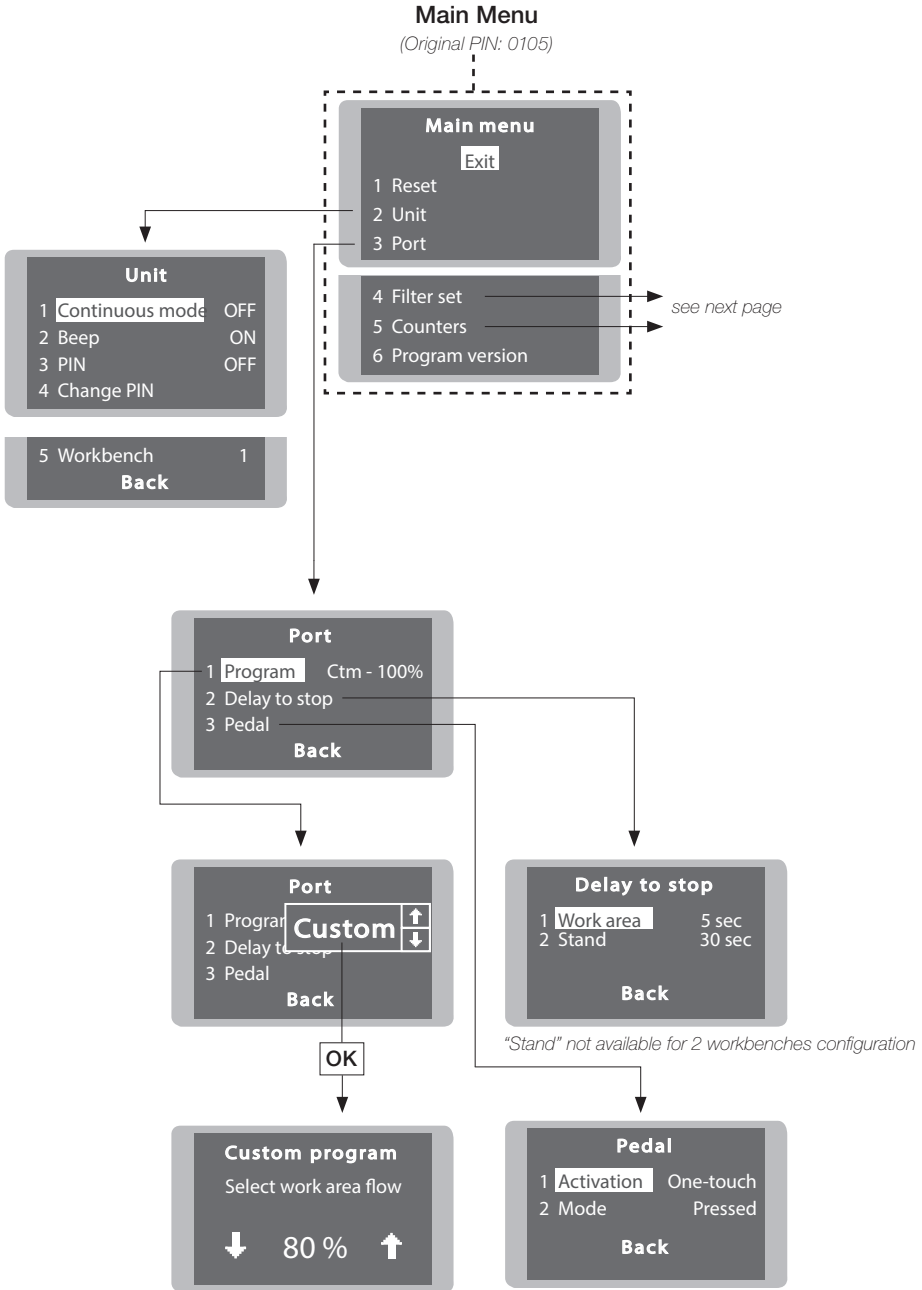 Main Menu
(Original PIN: 0105)
Main menu
Exit
1 Reset
2 Unit
3 Port
4 Filter set
5 Counters
6 Program version
see next page
Unit
1 Continuous mode OFF
2 Beep ON
3 PIN OFF
4 Change PIN
5 Workbench 1
Back
Port
1 Program Ctm - 100%
2 Delay to stop
3 Pedal
Back
Port
1 Program
Custom
2 Delay to stop
3 Pedal
Back
OK
Delay to stop
1 Work area 5 sec
2 Stand 30 sec
Back
"Stand" not available for 2 workbenches configuration
Custom program
Select work area flow
80 %
Pedal
1 Activation One-touch
2 Mode Pressed
Back